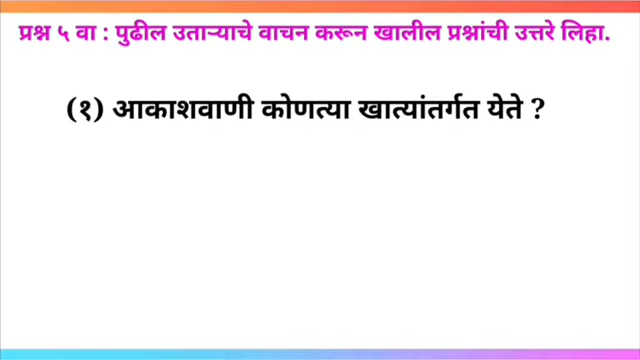 प्रश्न ५ वा : पुढील उताऱ्याचे वाचन करून खालील प्रश्नांची उत्तरे लिहा.
(१) आकाशवाणी कोणत्या खात्यांतर्गत येते ?